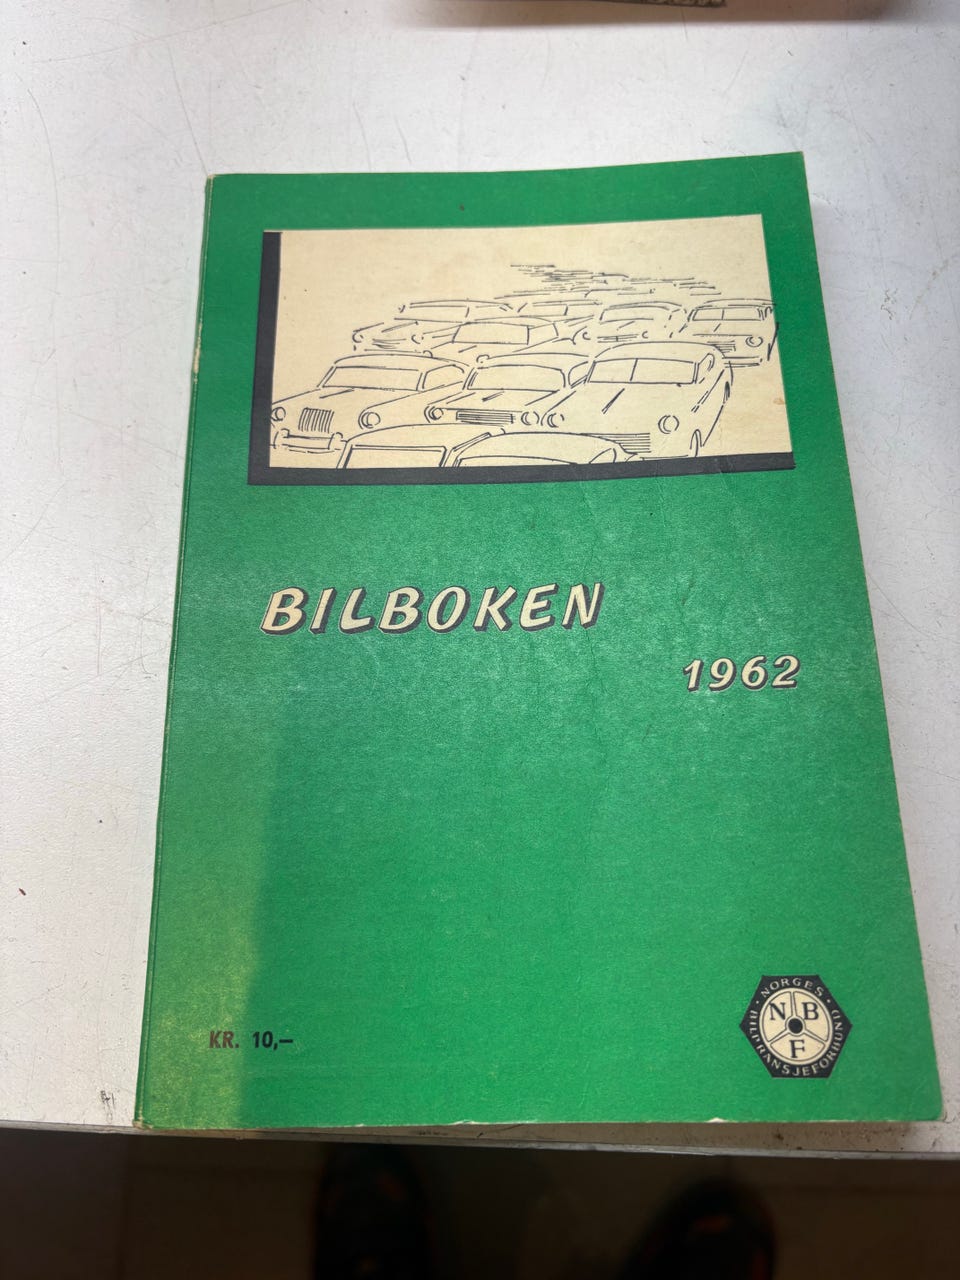 BILBOKEN
1962
KR. 10,—
NORGES
BILBRANSJEFORBUND
N B
F